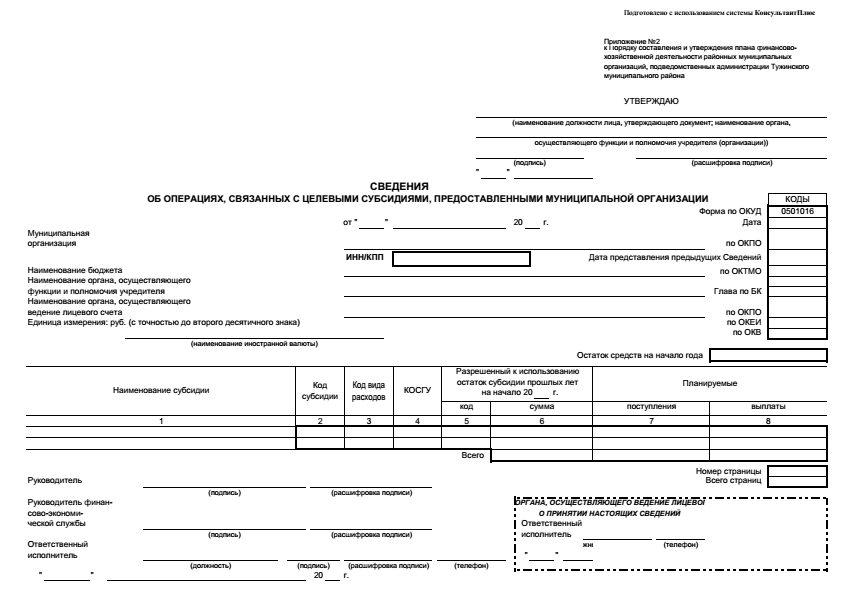 Подготовлено с использованием системы КонсультантПлюс
Приложение №2
к Порядку составления и утверждения плана финансово-
хозяйственной деятельности районных муниципальных
организаций, подведомственных администрации Тужинского
муниципального района
УТВЕРЖДАЮ
(наименование должности лица, утверждающего документ; наименование органа,
осуществляющего функции и полномочия учредителя (организации))
(подпись) (расшифровка подписи)
" "
СВЕДЕНИЯ
ОБ ОПЕРАЦИЯХ, СВЯЗАННЫХ С ЦЕЛЕВЫМИ СУБСИДИЯМИ, ПРЕДОСТАВЛЕННЫМИ МУНИЦИПАЛЬНОЙ ОРГАНИЗАЦИИ
КОДЫ
Форма по ОКУД 0501016
от " " 20 г. Дата
Муниципальная
организация по ОКПО
ИНН/КПП Дата представления предыдущих Сведений
Наименование бюджета по ОКТМО
Наименование органа, осуществляющего
функции и полномочия учредителя Глава по БК
Наименование органа, осуществляющего
ведение лицевого счета по ОКПО
Единица измерения: руб. (с точностью до второго десятичного знака) по ОКЕИ
по ОКВ
(наименование иностранной валюты)
Остаток средств на начало года
Наименование субсидии Код субсидии Код вида расходов КОСГУ Разрешенный к использованию остаток субсидии прошлых лет на начало 20 г. Планируемые
код сумма поступления выплаты
1 2 3 4 5 6 7 8
Всего
Номер страницы
Всего страниц
Руководитель
(подпись) (расшифровка подписи)
Руководитель финан-
сово-экономи-
ческой службы
(подпись) (расшифровка подписи)
Ответственный
исполнитель
(должность) (подпись) (расшифровка подписи) (телефон)
" " 20 г.
ОРГАНА, ОСУЩЕСТВЛЯЮЩЕГО ВЕДЕНИЕ ЛИЦЕВОГ
О ПРИНЯТИИ НАСТОЯЩИХ СВЕДЕНИЙ
Ответственный
исполнитель
(телефон)
" "